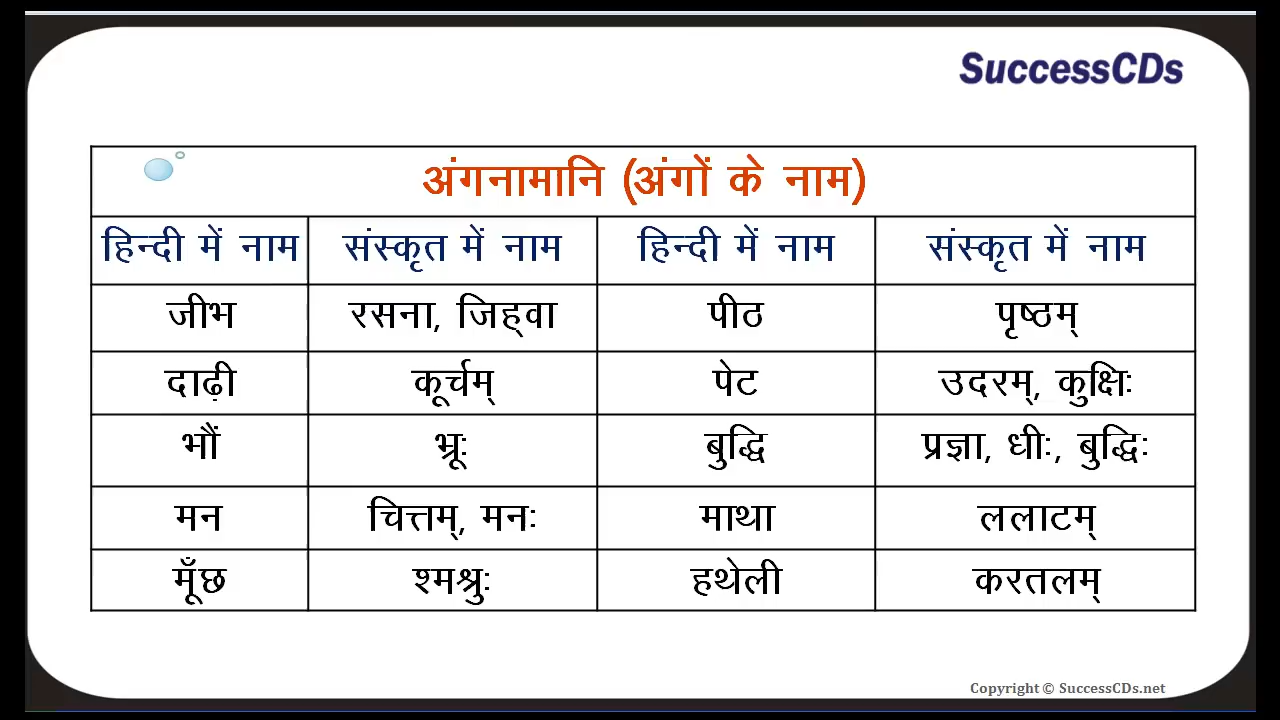 SuccessCDs
अंगनामानि (अंगों के नाम)
हिन्दी में नाम संस्कृत में नाम हिन्दी में नाम संस्कृत में नाम
जीभ रसना, जिह्वा पीठ पृष्ठम्
दाढ़ी कूर्चम् पेट उदरम्, कुक्षिः
भौं भ्रूः बुद्धि प्रज्ञा, धीः, बुद्धिः
मन चित्तम्, मनः माथा ललाटम्
मूँछ श्मश्रुः हथेली करतलम्
Copyright © SuccessCDs.net